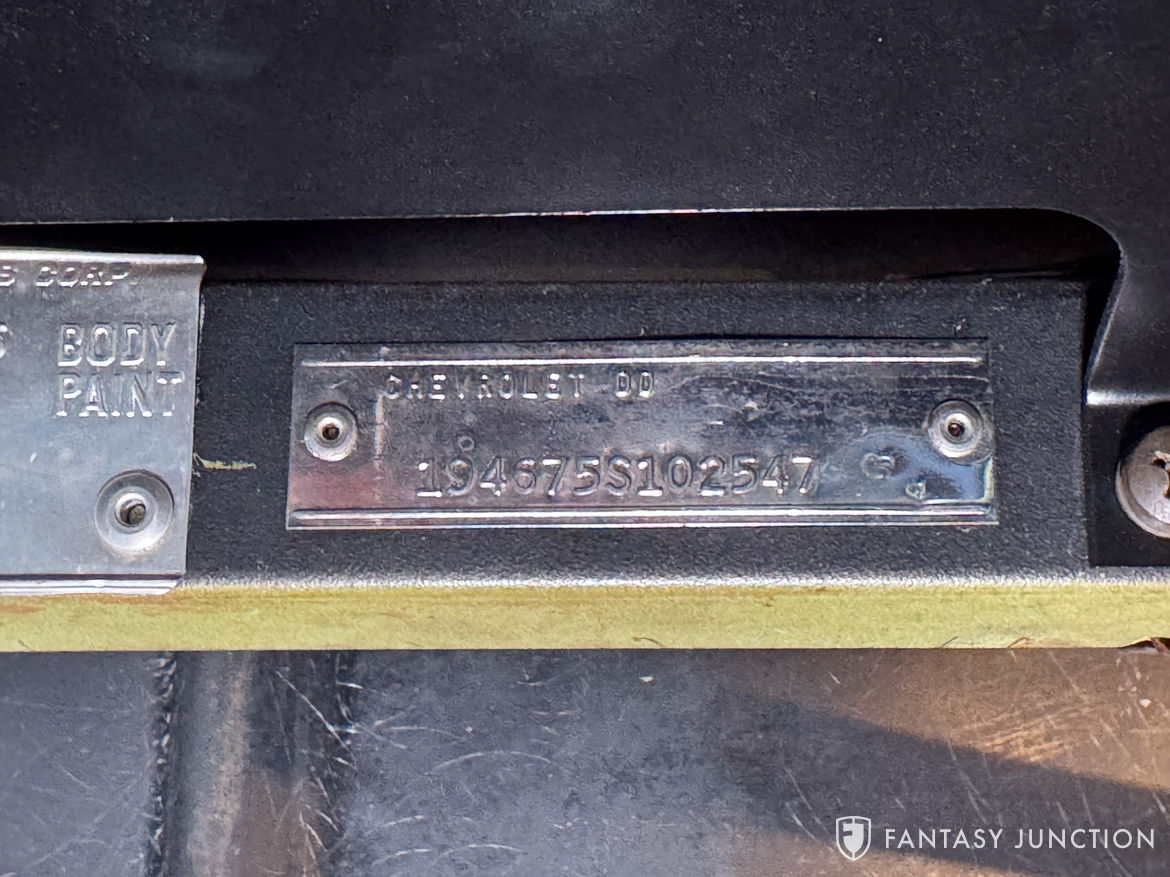 CORP.
BODY
PAINT
CHEVROLET DD
194675S102547
FANTASY JUNCTION